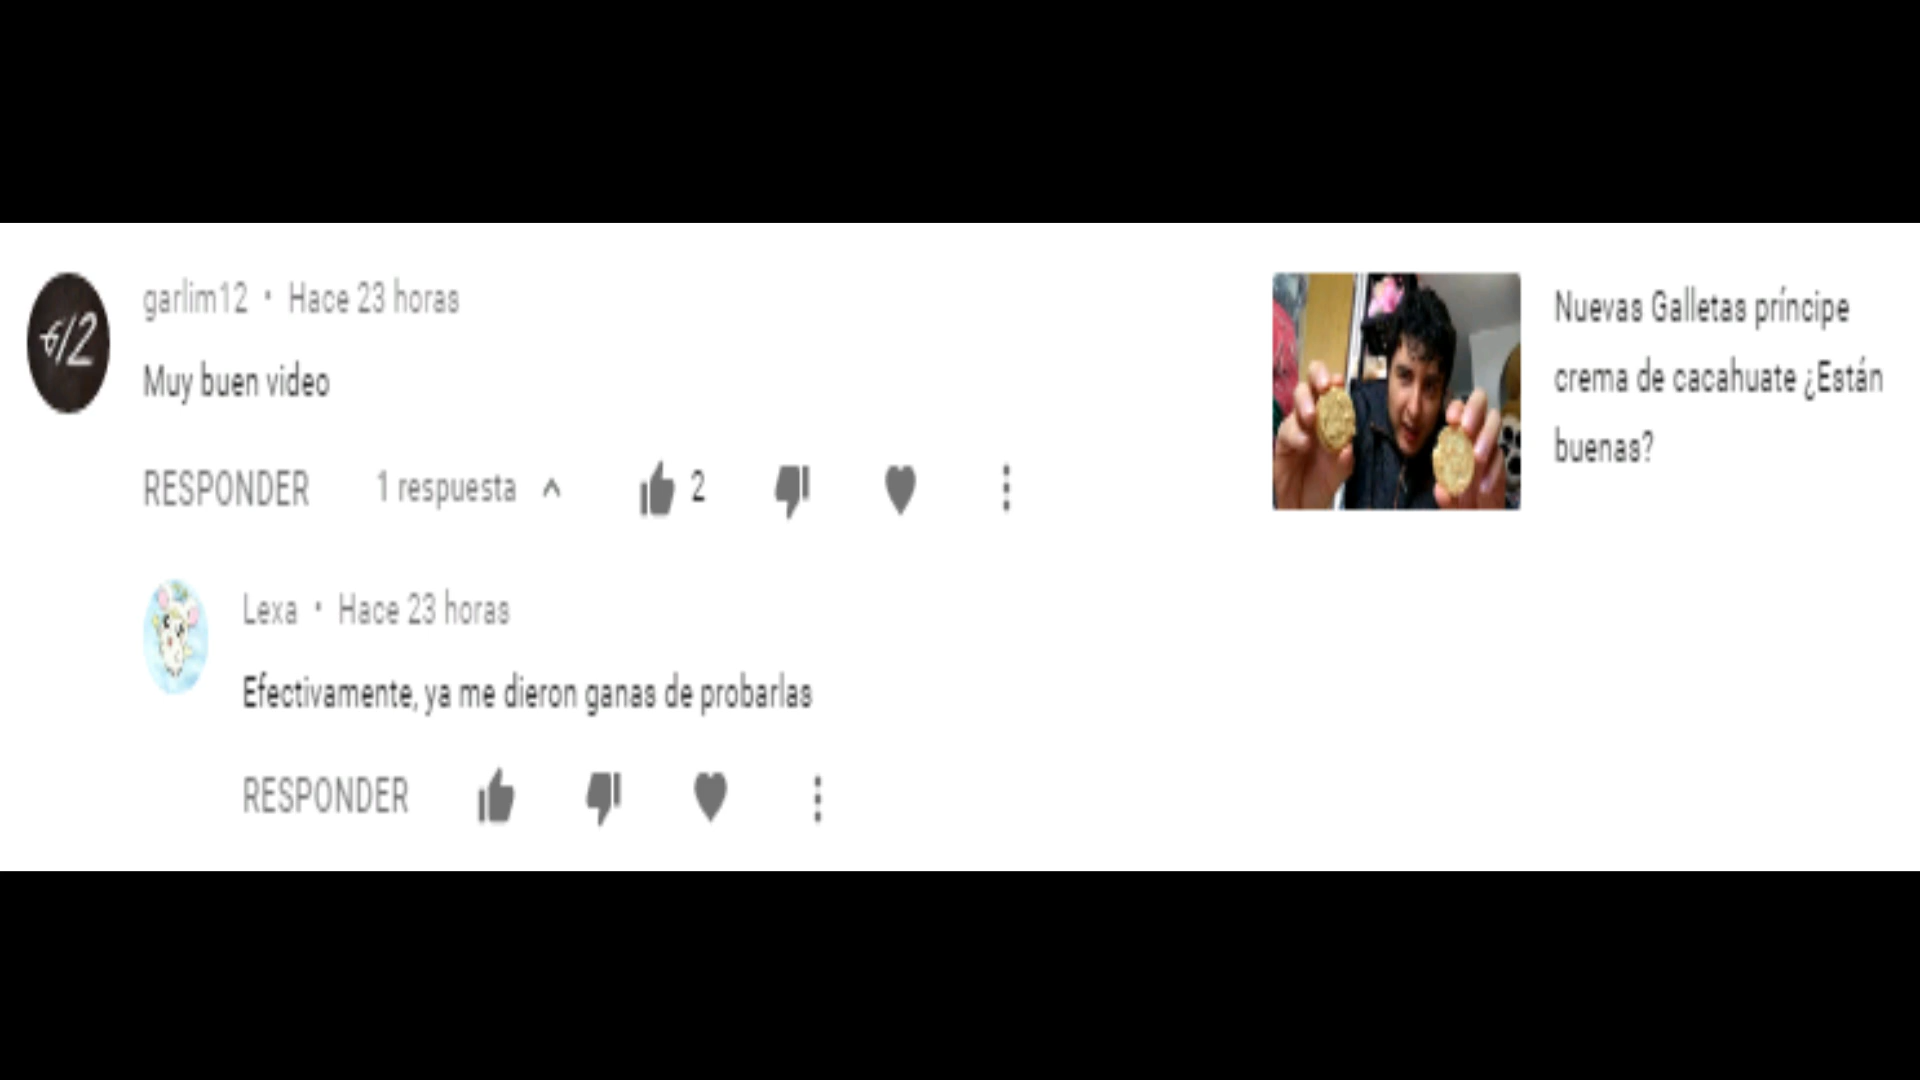 G12
garlim12 • Hace 23 horas
Muy buen video
RESPONDER 1 respuesta 2
Lexa • Hace 23 horas
Efectivamente, ya me dieron ganas de probarlas
RESPONDER
Nuevas Galletas príncipe
crema de cacahuate ¿Están
buenas?